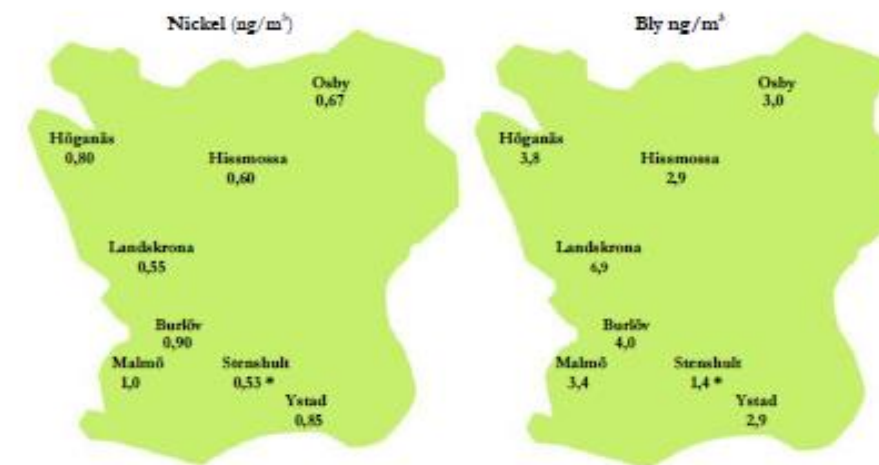 Nickel (ng/m³)
Osby
0,67
Höganäs
0,80
Hissmossa
0,60
Landskrona
0,55
Burlöv
0,90
Malmö
1,0
Stenshult
0,53 *
Ystad
0,85
Bly ng/m³
Osby
3,0
Höganäs
3,8
Hissmossa
2,9
Landskrona
6,9
Burlöv
4,0
Malmö
3,4
Stenshult
1,4 *
Ystad
2,9